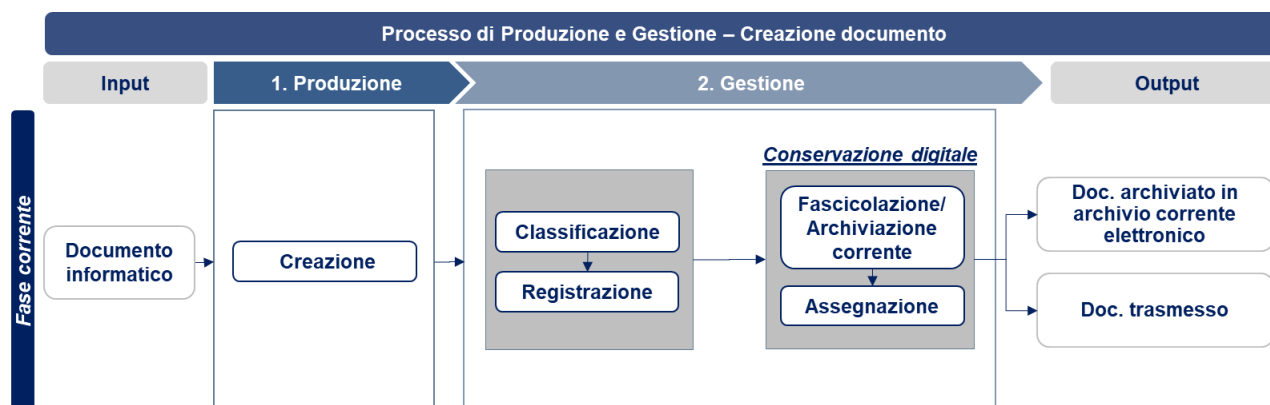 Processo di Produzione e Gestione – Creazione documento
Input
1. Produzione
2. Gestione
Output
Fase corrente
Documento
informatico
Creazione
Classificazione
Registrazione
Conservazione digitale
Fascicolazione/
Archiviazione
corrente
Assegnazione
Doc. archiviato in
archivio corrente
elettronico
Doc. trasmesso